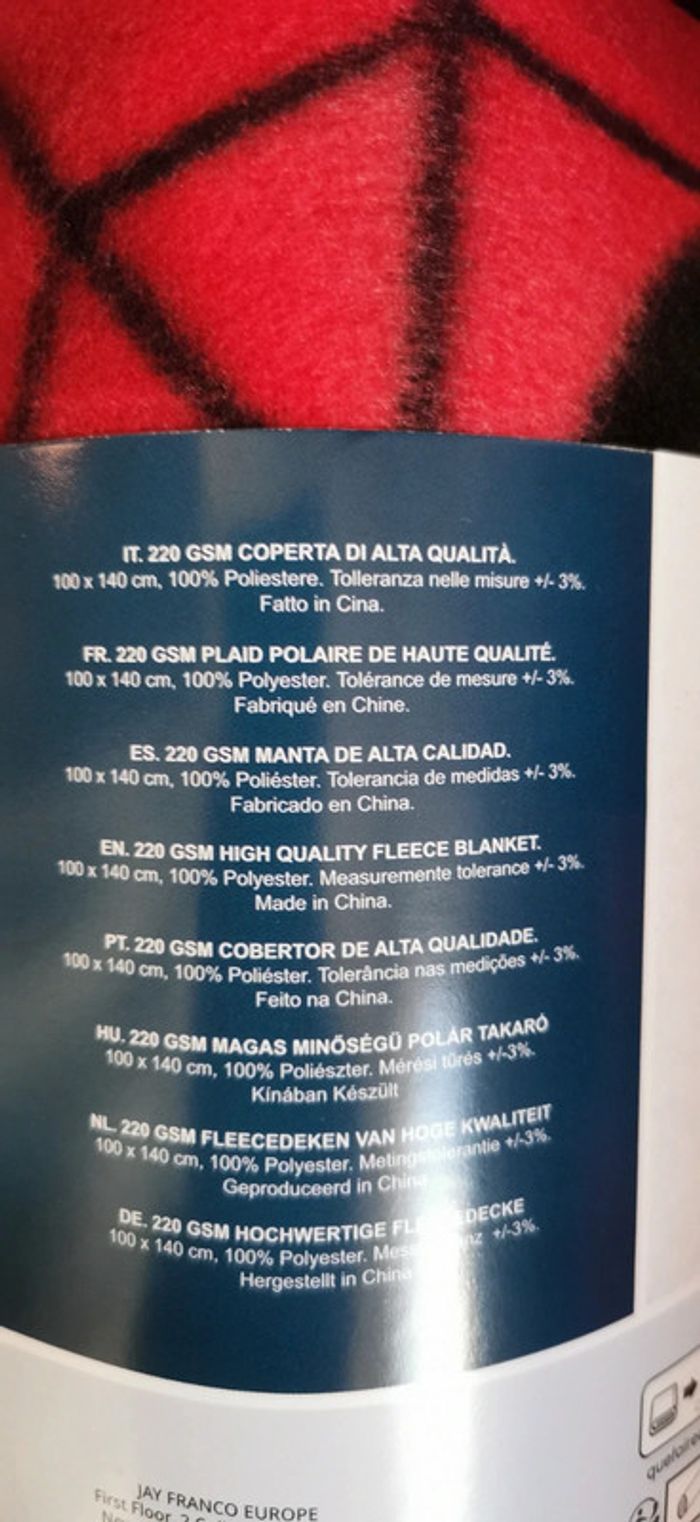 IT. 220 GSM COPERTA DI ALTA QUALITÀ.
100 x 140 cm, 100% Poliestere. Tolleranza nelle misure +/- 3%.
Fatto in Cina.
FR. 220 GSM PLAID POLAIRE DE HAUTE QUALITÉ.
100 x 140 cm, 100% Polyester. Tolérance de mesure +/- 3%.
Fabriqué en Chine.
ES. 220 GSM MANTA DE ALTA CALIDAD.
100 x 140 cm, 100% Poliéster. Tolerancia de medidas +/- 3%.
Fabricado en China.
EN. 220 GSM HIGH QUALITY FLEECE BLANKET.
100 x 140 cm, 100% Polyester. Measuremente tolerance +/- 3%.
Made in China.
PT. 220 GSM COBERTOR DE ALTA QUALIDADE.
100 x 140 cm, 100% Poliéster. Tolerância nas medições +/- 3%.
Feito na China.
HU. 220 GSM MAGAS MINŐSÉGŰ POLÁR TAKARÓ
100 x 140 cm, 100% Poliészter. Mérési tűrés +/-3%.
Kínában Készült
NL. 220 GSM FLEECEDEKEN VAN HOGE KWALITEIT
100 x 140 cm, 100% Polyester. +/-3%.
Geproduceerd in China
DE. 220 GSM HOCHWERTIGE
100 x 140 cm, 100% Polyester. +/-3%.
Hergestellt in China
JAY FRANCO EUROPE
First Floor, 2